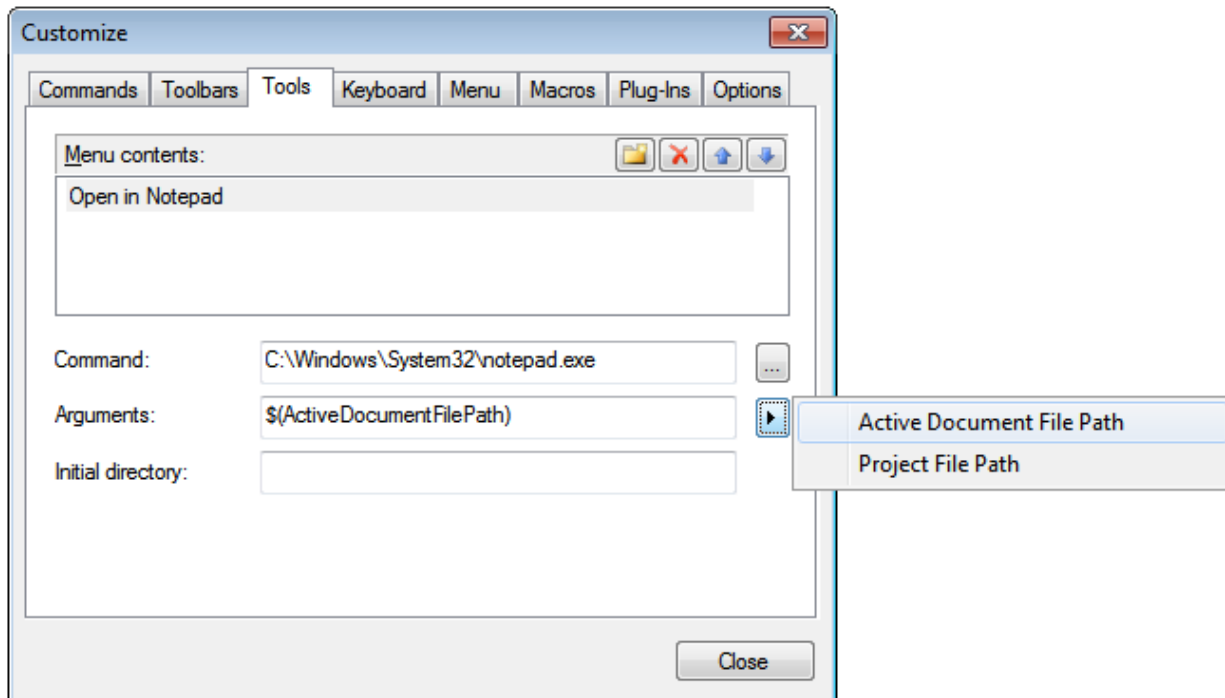 Customize
Commands Toolbars Tools Keyboard Menu Macros Plug-Ins Options
Menu contents:
Open in Notepad
Command: C:\Windows\System32\notepad.exe ...
Arguments: $(ActiveDocumentFilePath)
Active Document File Path
Project File Path
Initial directory:
Close